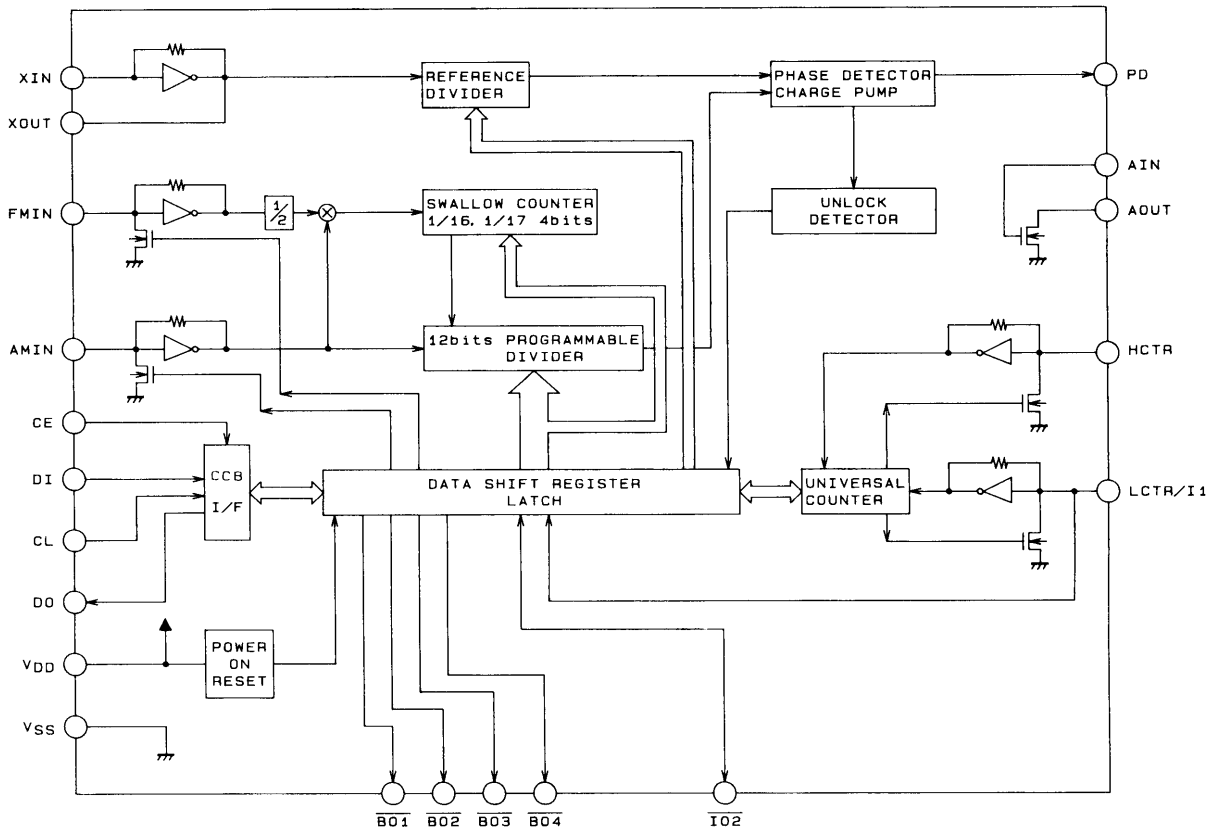 XIN
REFERENCE
DIVIDER
PHASE DETECTOR
CHARGE PUMP
PD
XOUT
AIN
FMIN
1/2
SWALLOW COUNTER
1/16, 1/17 4bits
UNLOCK
DETECTOR
AOUT
AMIN
12bits PROGRAMMABLE
DIVIDER
HCTR
CE
DI
CCB
I/F
DATA SHIFT REGISTER
LATCH
UNIVERSAL
COUNTER
LCTR/I1
CL
DO
VDD
POWER
ON
RESET
VSS
BO1
BO2
BO3
BO4
IO2